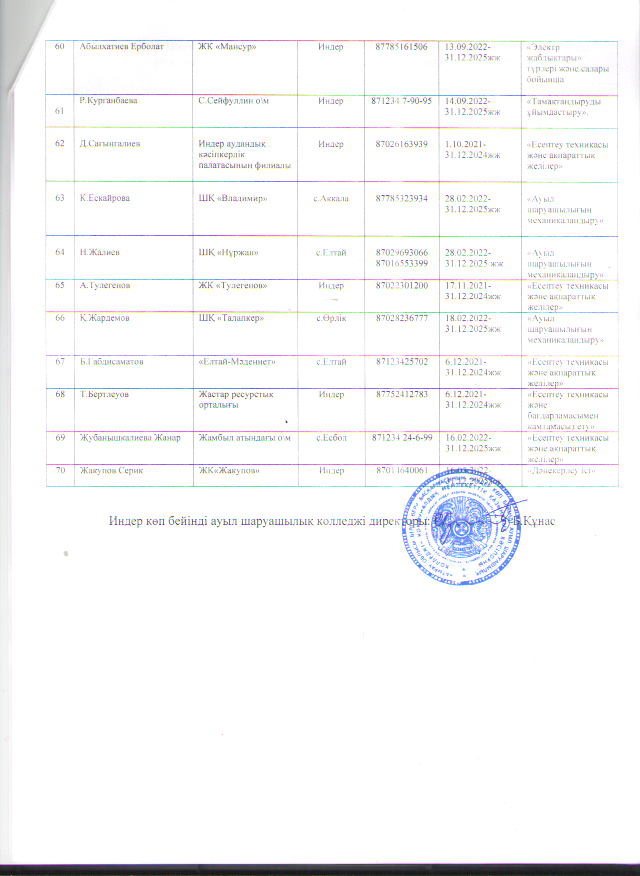 60 Абылхатиев Ерболат ЖК «Мансур» Индер 87785161506 13.09.2022- «Электр
31.12.2025жж жабдықтары»
түрлері және салары
бойынша
61 Р.Курганбаева С.Сейфуллин о\м Индер 871234 7-90-95 14.09.2022- «Тамақтандыруды
31.12.2025жж ұйымдастыру».
62 Д.Сагынгалиев Индер аудандық Индер 87026163939 1.10.2021- «Есептеу техникасы
кәсіпкерлік 31.12.2024жж және ақпараттық
палатасының филиалы желілер»
63 К.Ескайрова ШҚ «Владимир» с.Аккала 87785323934 28.02.2022- «Ауыл
31.12.2025жж шаруашылығын
механикаландыру»
64 Н.Жалиев ШҚ «Нұржан» с.Елтай 87029693066 28.02.2022- «Ауыл
87016553399 31.12.2025 жж шаруашылығын
механикаландыру»
65 А.Тулегенов ЖК «Тулегенов» Индер 87022301200 17.11.2021- «Есептеу техникасы
31.12.2024жж және ақпараттық
желілер»
66 Қ.Жардемов ШҚ «Талапкер» с.Өрлік 87028236777 18.02.2022- «Ауыл
31.12.2025жж шаруашылығын
механикаландыру»
67 Б.Габдисаматов «Елтай-Мәдениет» с.Елтай 87123425702 6.12.2021- «Есептеу техникасы
31.12.2024жж және ақпараттық
желілер»
68 Т.Бертлеуов Жастар ресурстық Индер 87752412783 6.12.2021- «Есептеу техникасы
орталығы 31.12.2024жж және
бағдарламасымен
қамтамасыз ету»
69 Жубанышкалиева Жанар Жамбыл атындағы о\м с.Есбол 871234 24-6-99 16.02.2022- «Есептеу техникасы
31.12.2025жж және ақпараттық
желілер»
70 Жакупов Серик ЖК«Жакупов» Индер 87011640061 «Дәнекерлеу ісі»
Индер көп бейінді ауыл шаруашылық колледжі директоры: Б.Құнас